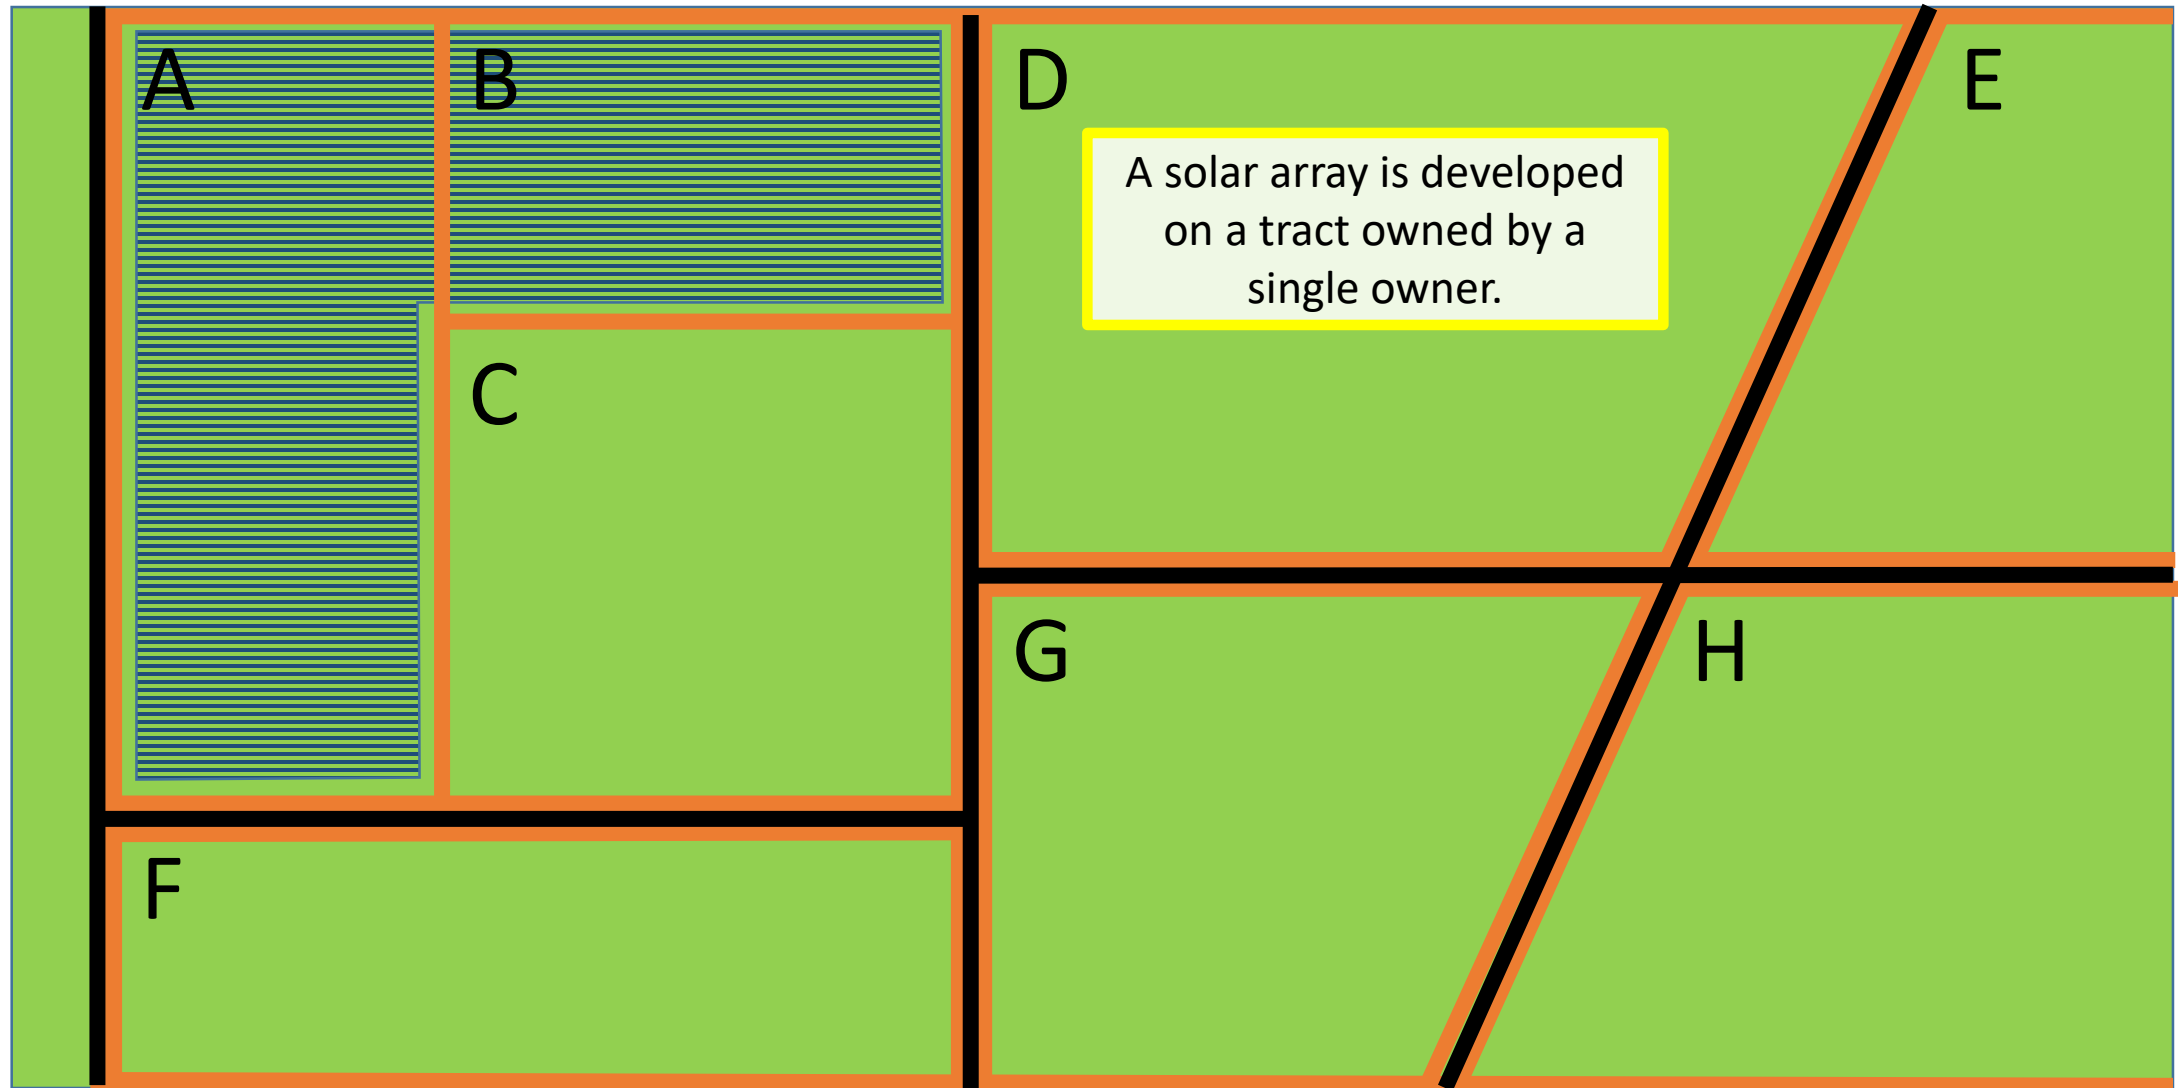 A
B
D
E
A solar array is developed
on a tract owned by a
single owner.
C
G
H
F